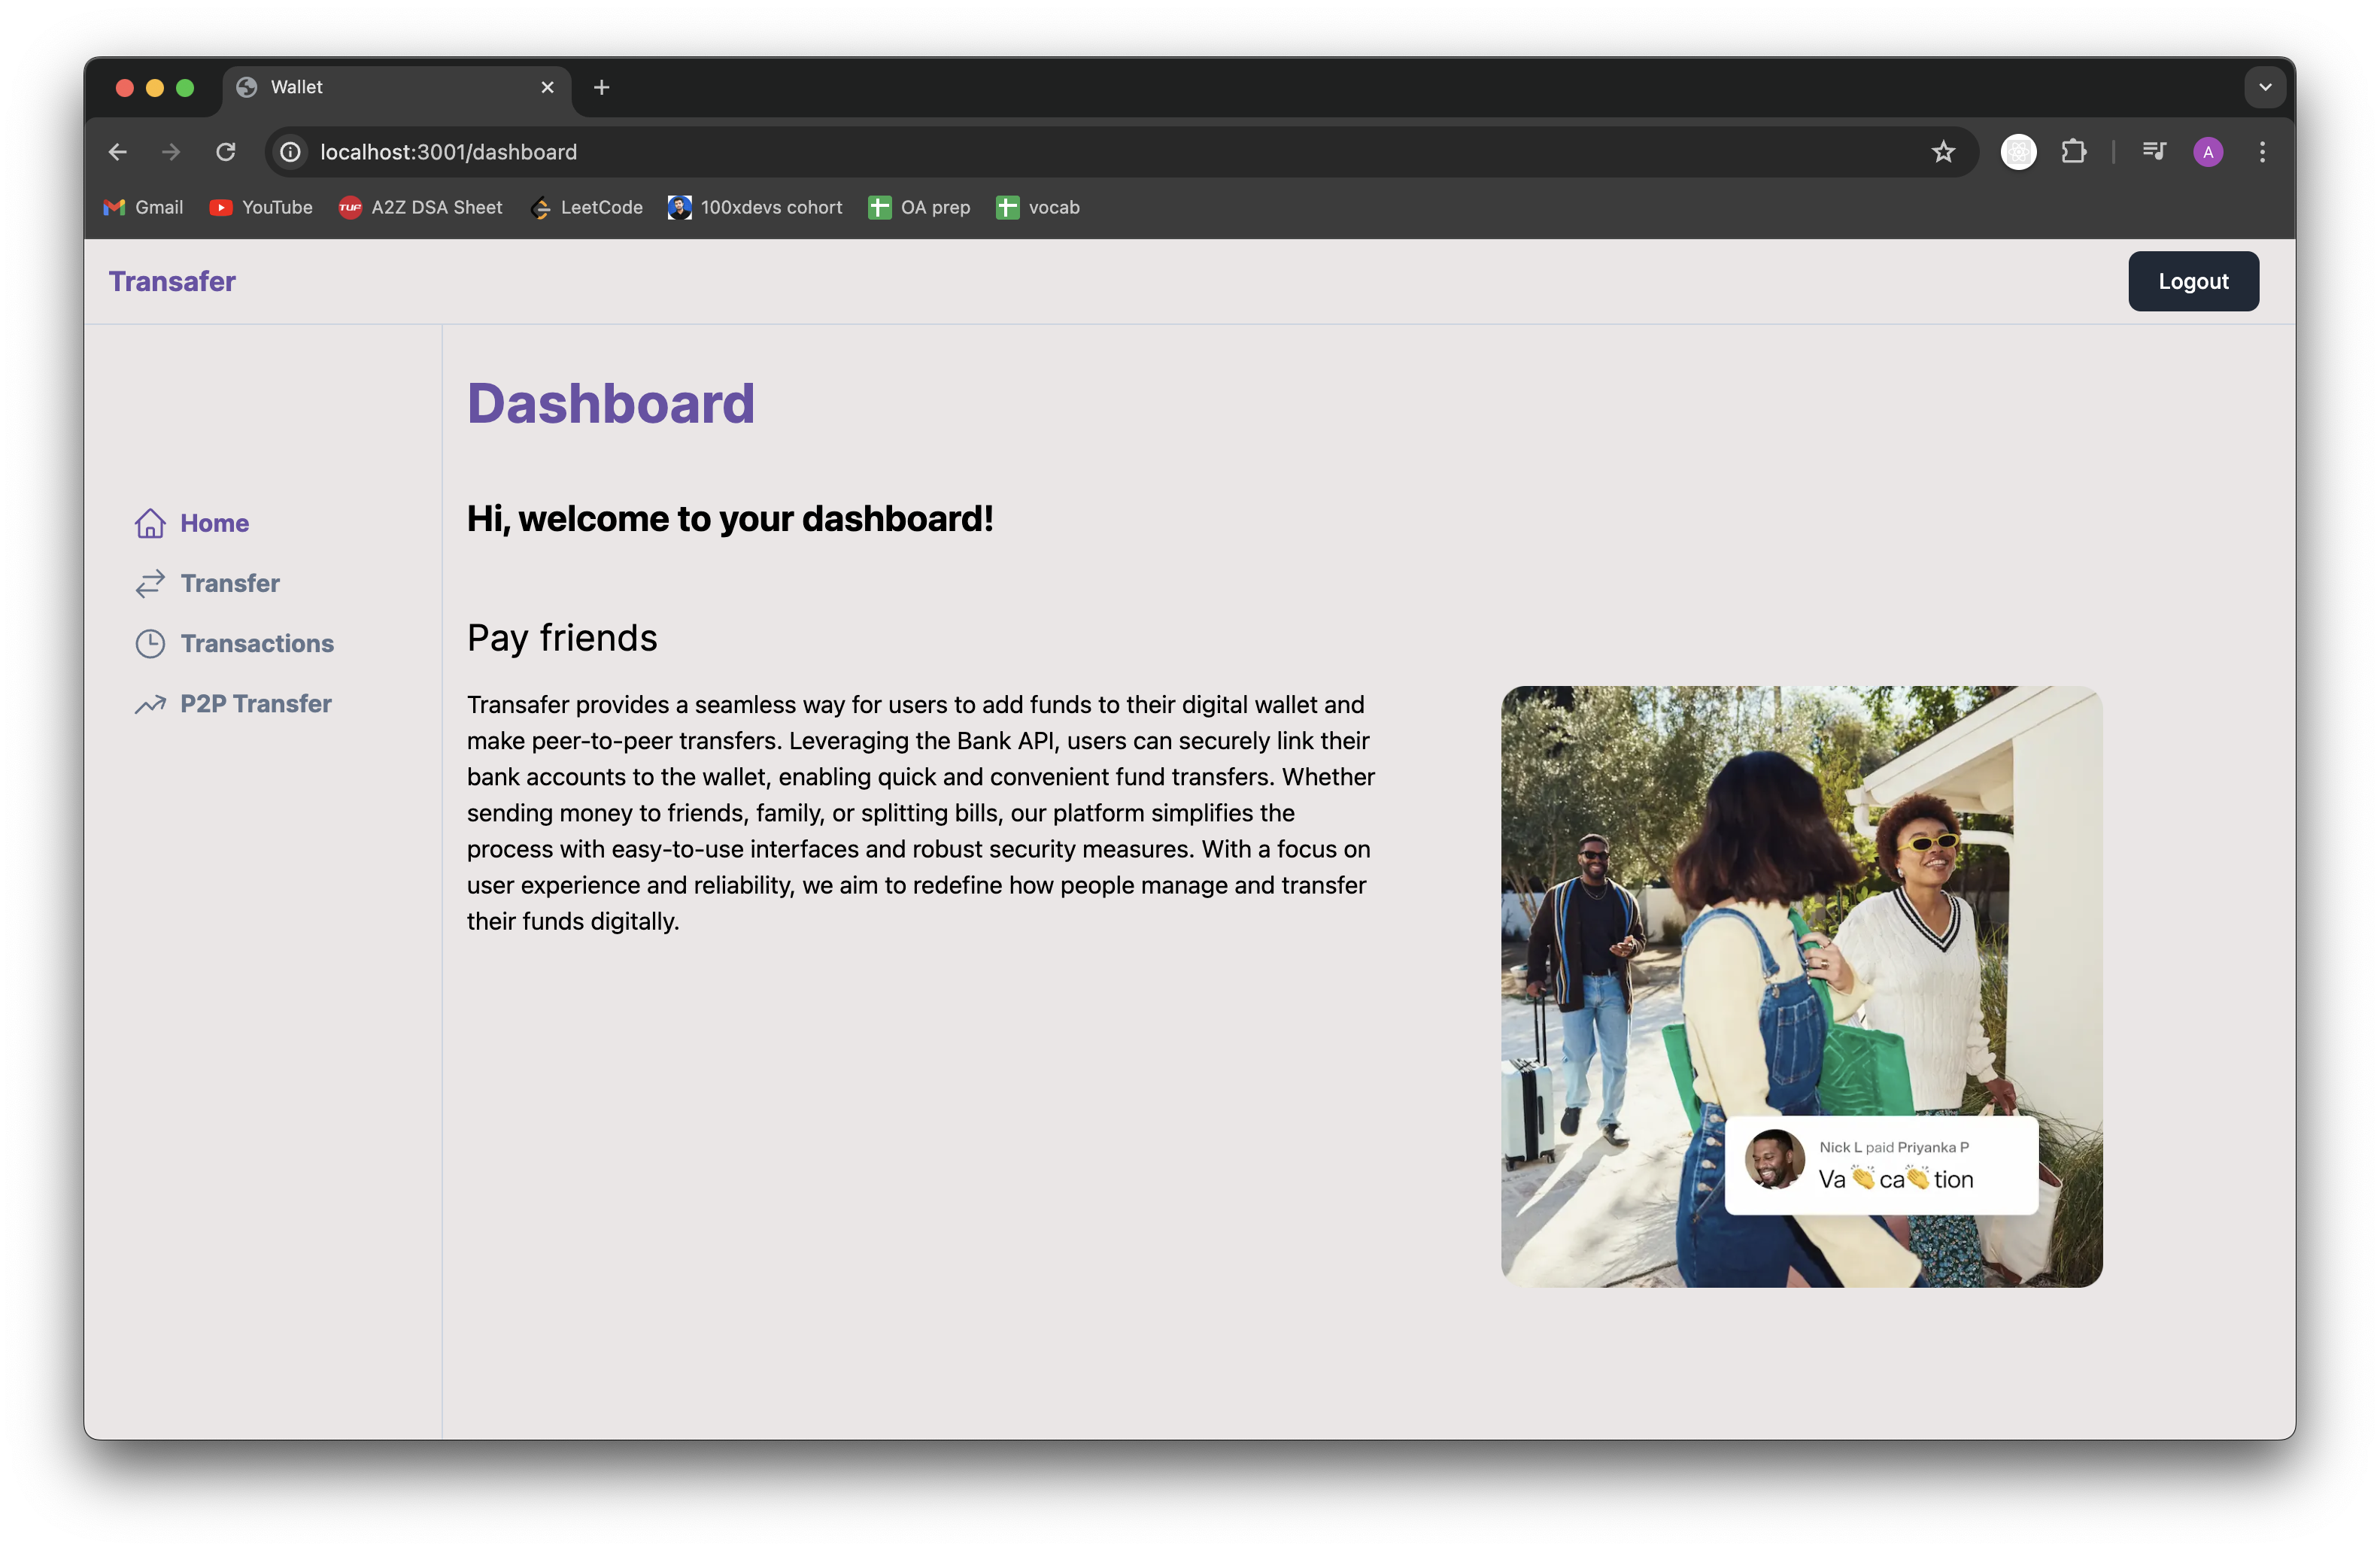 Wallet
localhost:3001/dashboard
A
Gmail
YouTube
TUF A2Z DSA Sheet
LeetCode
100xdevs cohort
OA prep
vocab
Transafer
Logout
Dashboard
Home
Transfer
Transactions
P2P Transfer
Hi, welcome to your dashboard!
Pay friends
Transafer provides a seamless way for users to add funds to their digital wallet and
make peer-to-peer transfers. Leveraging the Bank API, users can securely link their
bank accounts to the wallet, enabling quick and convenient fund transfers. Whether
sending money to friends, family, or splitting bills, our platform simplifies the
process with easy-to-use interfaces and robust security measures. With a focus on
user experience and reliability, we aim to redefine how people manage and transfer
their funds digitally.
Nick L paid Priyanka P
Va👏ca👏tion